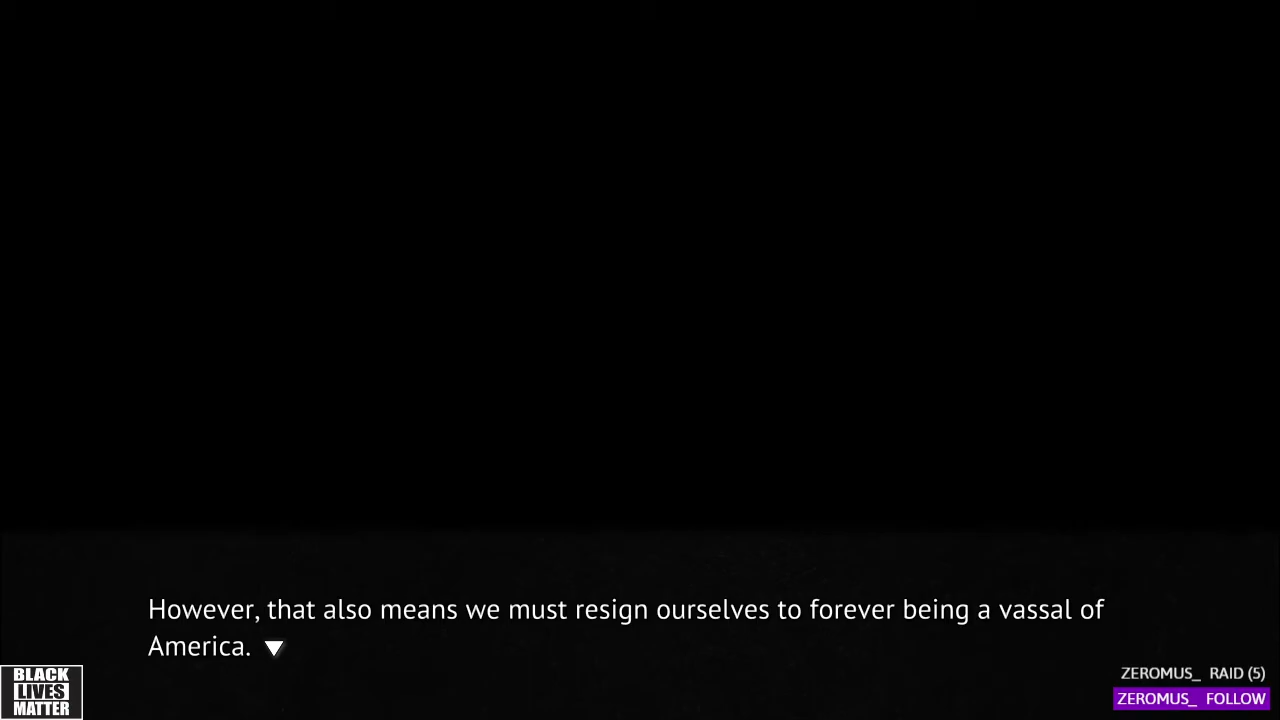 However, that also means we must resign ourselves to forever being a vassal of
America.
BLACK
LIVES
MATTER
ZEROMUS_ RAID (5)
ZEROMUS_ FOLLOW